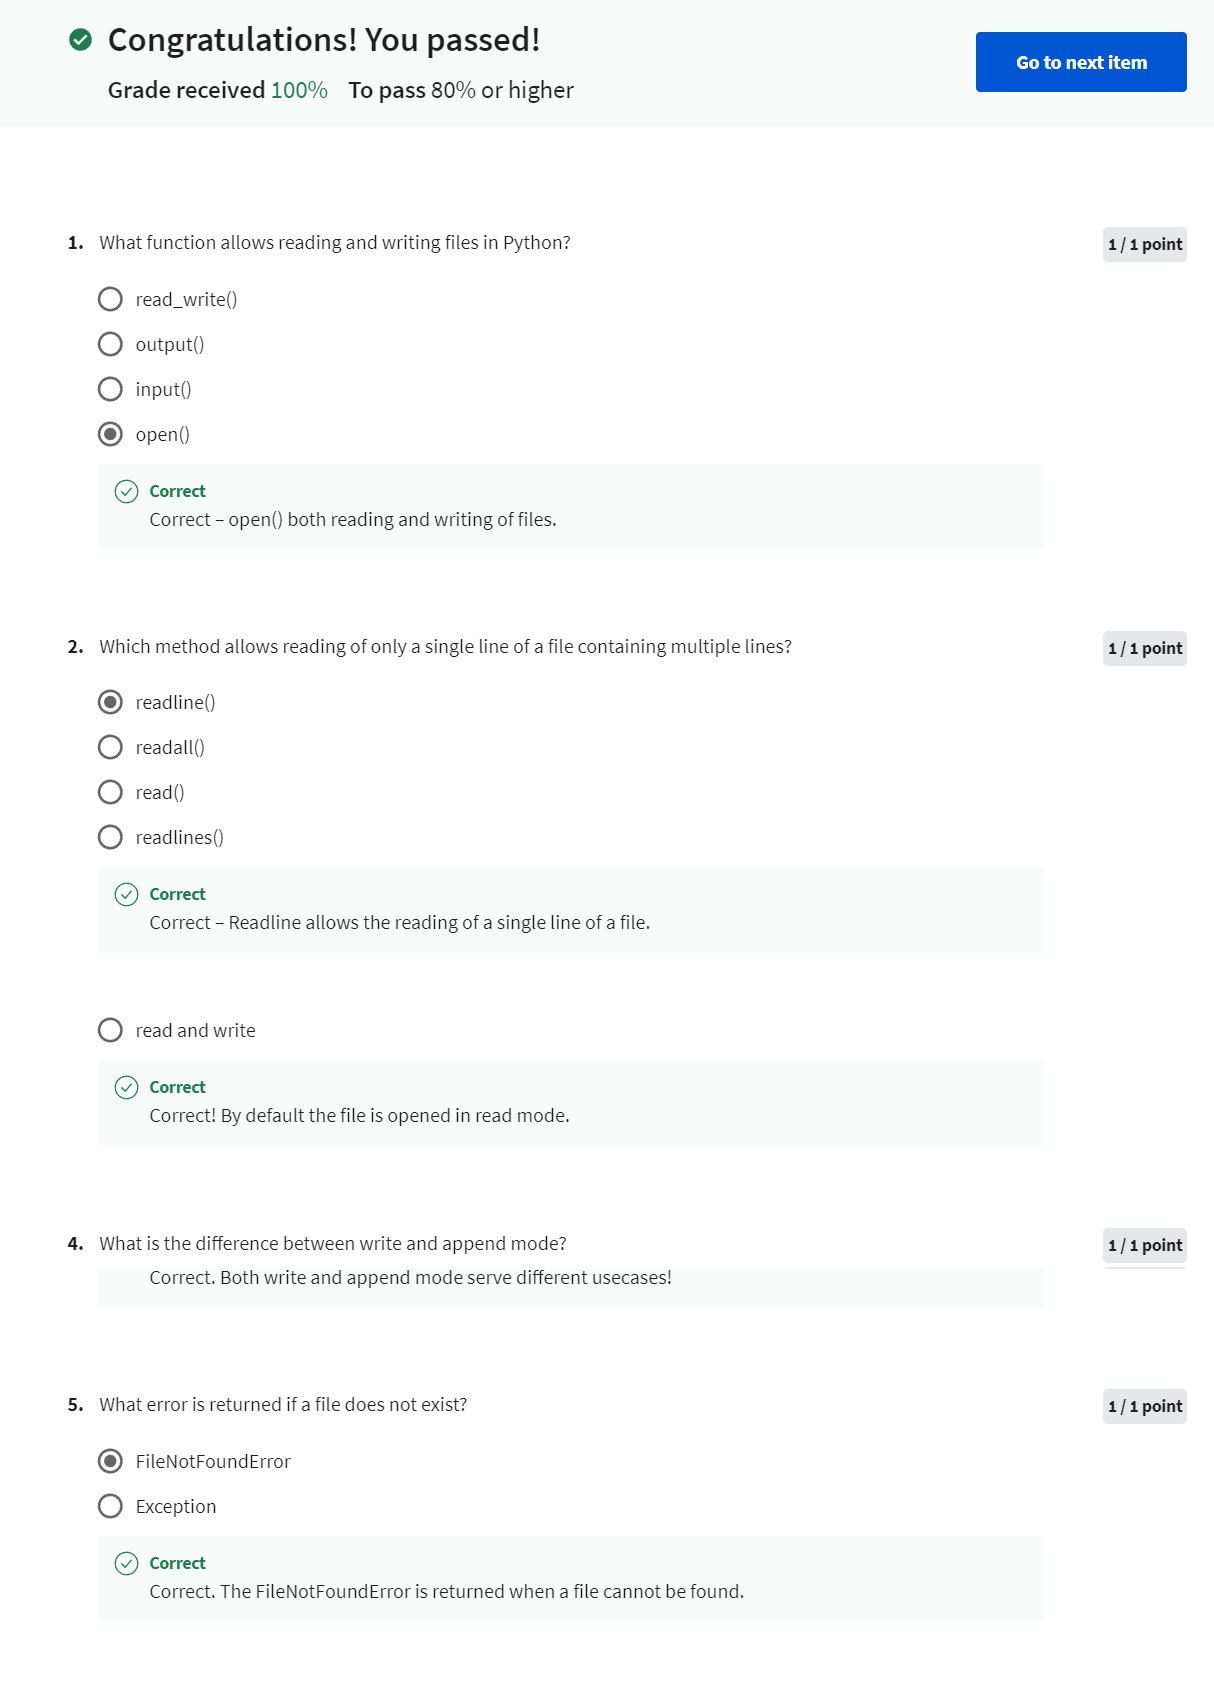 Congratulations! You passed!
Go to next item
Grade received 100% To pass 80% or higher
1. What function allows reading and writing files in Python?
1 / 1 point
read_write()
output()
input()
open()
Correct
Correct – open() both reading and writing of files.
2. Which method allows reading of only a single line of a file containing multiple lines?
1 / 1 point
readline()
readall()
read()
readlines()
Correct
Correct – Readline allows the reading of a single line of a file.
read and write
Correct
Correct! By default the file is opened in read mode.
4. What is the difference between write and append mode?
1 / 1 point
Correct. Both write and append mode serve different usecases!
5. What error is returned if a file does not exist?
1 / 1 point
FileNotFoundError
Exception
Correct
Correct. The FileNotFoundError is returned when a file cannot be found.